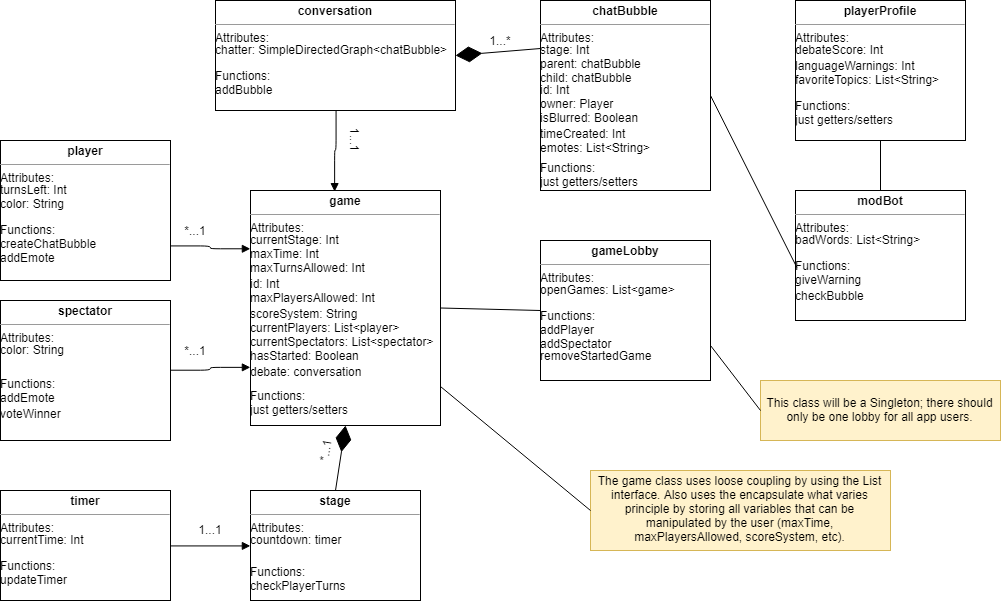 conversation
Attributes:
chatter: SimpleDirectedGraph<chatBubble>
Functions:
addBubble
1...*
chatBubble
Attributes:
stage: Int
parent: chatBubble
child: chatBubble
id: Int
owner: Player
isBlurred: Boolean
timeCreated: Int
emotes: List<String>
Functions:
just getters/setters
playerProfile
Attributes:
debateScore: Int
languageWarnings: Int
favoriteTopics: List<String>
Functions:
just getters/setters
1...1
player
Attributes:
turnsLeft: Int
color: String
Functions:
createChatBubble
addEmote
*...1
game
Attributes:
currentStage: Int
maxTime: Int
maxTurnsAllowed: Int
id: Int
maxPlayersAllowed: Int
scoreSystem: String
currentPlayers: List<player>
currentSpectators: List<spectator>
hasStarted: Boolean
debate: conversation
Functions:
just getters/setters
modBot
Attributes:
badWords: List<String>
Functions:
giveWarning
checkBubble
gameLobby
Attributes:
openGames: List<game>
Functions:
addPlayer
addSpectator
removeStartedGame
spectator
Attributes:
color: String
Functions:
addEmote
voteWinner
*...1
This class will be a Singleton; there should
only be one lobby for all app users.
*...1
The game class uses loose coupling by using the List
interface. Also uses the encapsulate what varies
principle by storing all variables that can be
manipulated by the user (maxTime,
maxPlayersAllowed, scoreSystem, etc).
timer
Attributes:
currentTime: Int
Functions:
updateTimer
1...1
stage
Attributes:
countdown: timer
Functions:
checkPlayerTurns